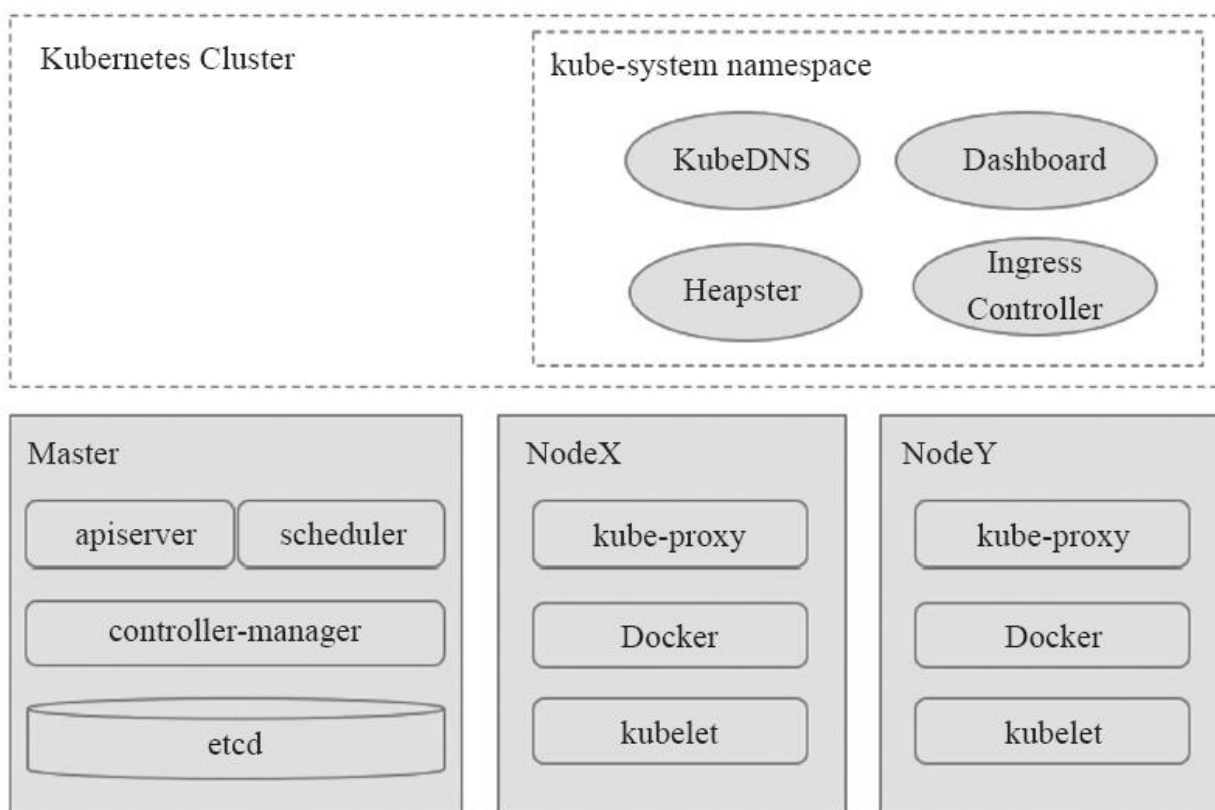 Kubernetes Cluster
kube-system namespace
KubeDNS
Dashboard
Heapster
Ingress
Controller
Master
apiserver
scheduler
controller-manager
etcd
NodeX
kube-proxy
Docker
kubelet
NodeY
kube-proxy
Docker
kubelet